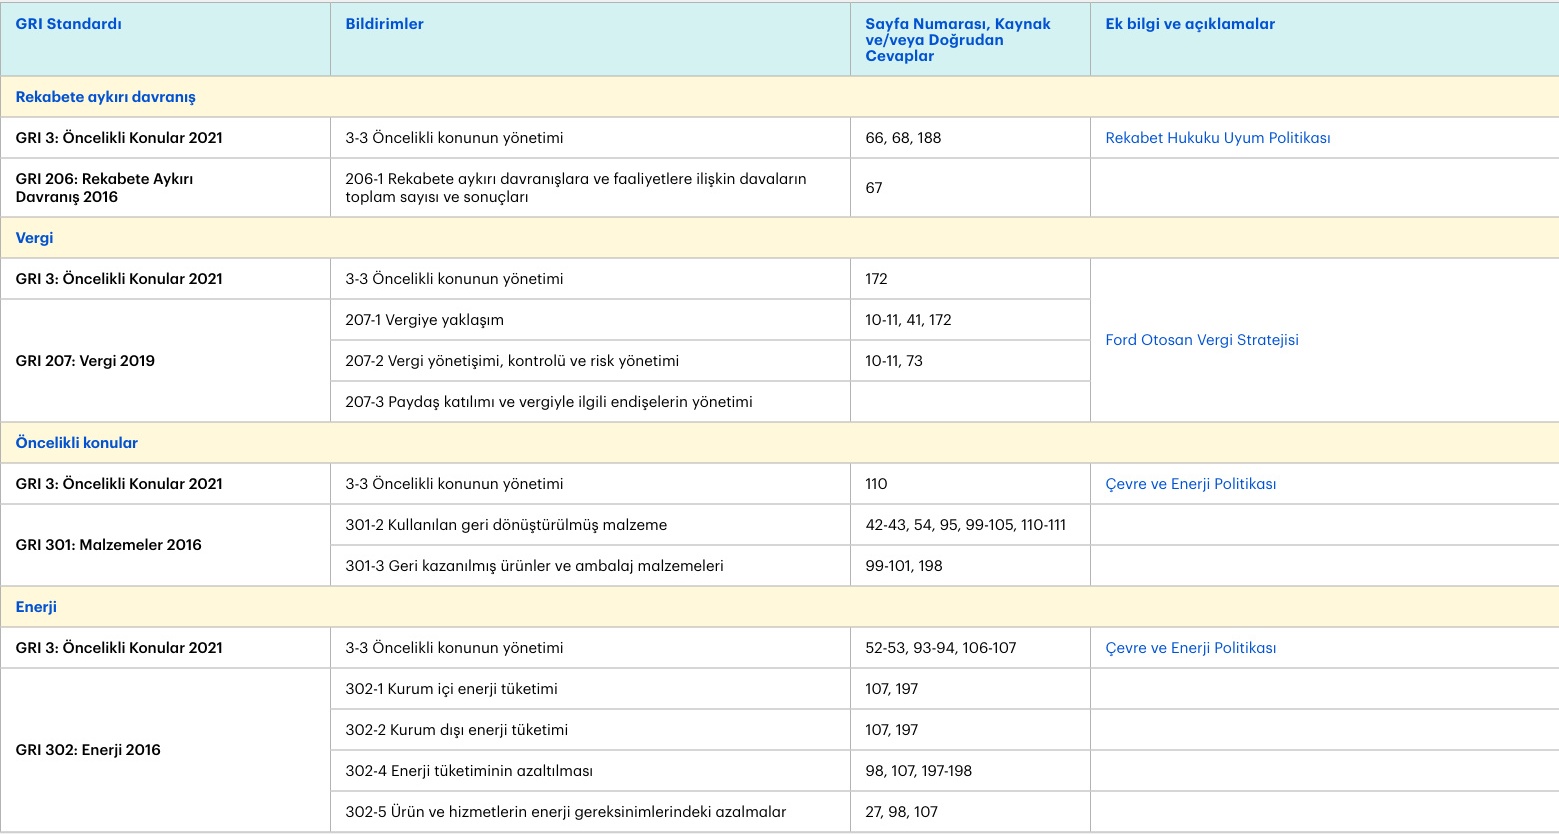 GRI Standardı
Bildirimler
Sayfa Numarası, Kaynak
ve/veya Doğrudan
Cevaplar
Ek bilgi ve açıklamalar
Rekabete aykırı davranış
GRI 3: Öncelikli Konular 2021
3-3 Öncelikli konunun yönetimi
66, 68, 188
Rekabet Hukuku Uyum Politikası
GRI 206: Rekabete Aykırı
Davranış 2016
206-1 Rekabete aykırı davranışlara ve faaliyetlere ilişkin davaların
toplam sayısı ve sonuçları
67
Vergi
GRI 3: Öncelikli Konular 2021
3-3 Öncelikli konunun yönetimi
172
Ford Otosan Vergi Stratejisi
GRI 207: Vergi 2019
207-1 Vergiye yaklaşım
10-11, 41, 172
207-2 Vergi yönetişimi, kontrolü ve risk yönetimi
10-11, 73
207-3 Paydaş katılımı ve vergiyle ilgili endişelerin yönetimi
Öncelikli konular
GRI 3: Öncelikli Konular 2021
3-3 Öncelikli konunun yönetimi
110
Çevre ve Enerji Politikası
GRI 301: Malzemeler 2016
301-2 Kullanılan geri dönüştürülmüş malzeme
42-43, 54, 95, 99-105, 110-111
301-3 Geri kazanılmış ürünler ve ambalaj malzemeleri
99-101, 198
Enerji
GRI 3: Öncelikli Konular 2021
3-3 Öncelikli konunun yönetimi
52-53, 93-94, 106-107
Çevre ve Enerji Politikası
GRI 302: Enerji 2016
302-1 Kurum içi enerji tüketimi
107, 197
302-2 Kurum dışı enerji tüketimi
107, 197
302-4 Enerji tüketiminin azaltılması
98, 107, 197-198
302-5 Ürün ve hizmetlerin enerji gereksinimlerindeki azalmalar
27, 98, 107